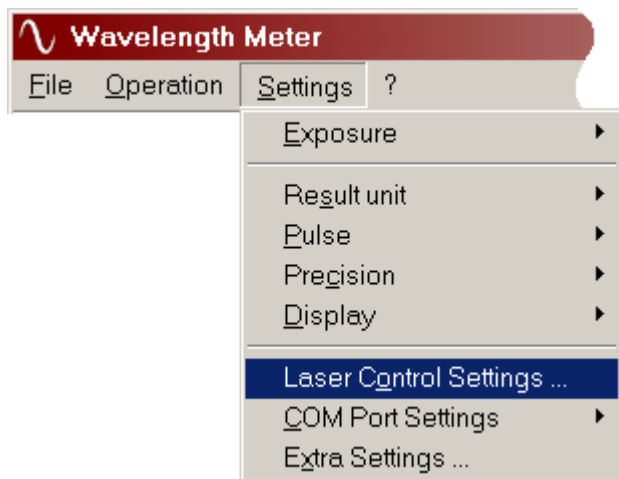 Wavelength Meter
File Operation Settings ?
Exposure
Result unit
Pulse
Precision
Display
Laser Control Settings ...
COM Port Settings
Extra Settings ...